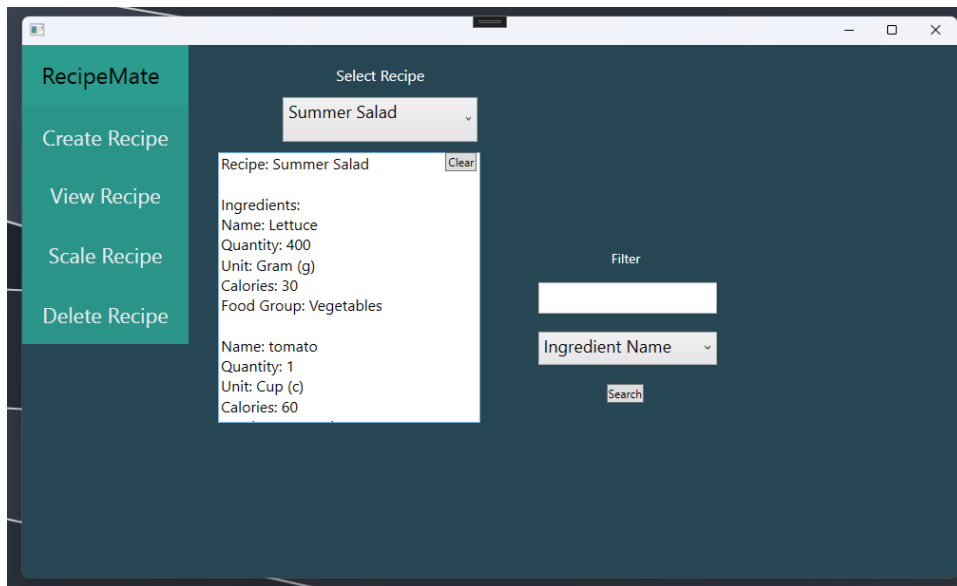 RecipeMate
Create Recipe
View Recipe
Scale Recipe
Delete Recipe
Select Recipe
Summer Salad
Clear
Recipe: Summer Salad
Ingredients:
Name: Lettuce
Quantity: 400
Unit: Gram (g)
Calories: 30
Food Group: Vegetables
Name: tomato
Quantity: 1
Unit: Cup (c)
Calories: 60
Filter
Ingredient Name
Search